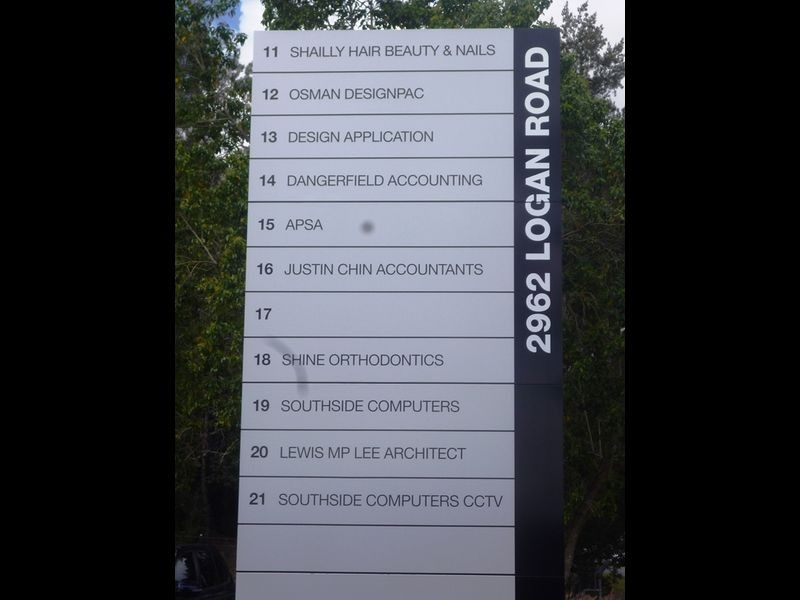 11 SHAILLY HAIR BEAUTY & NAILS
12 OSMAN DESIGNPAC
13 DESIGN APPLICATION
14 DANGERFIELD ACCOUNTING
15 APSA
16 JUSTIN CHIN ACCOUNTANTS
17
18 SHINE ORTHODONTICS
19 SOUTHSIDE COMPUTERS
20 LEWIS MP LEE ARCHITECT
21 SOUTHSIDE COMPUTERS CCTV
2962 LOGAN ROAD